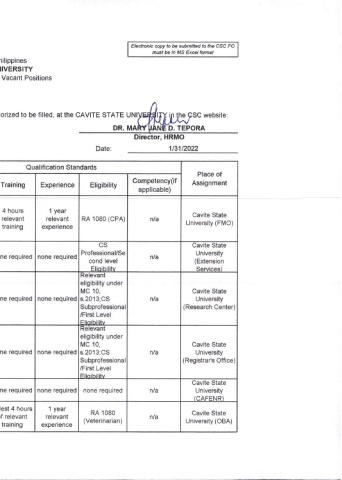 Electronic copy to be submitted to the CSC FO
must be in MS Excel format
hilippines
IVERSITY
Vacant Positions
orized to be filled, at the CAVITE STATE UNIVERSITY in the CSC website:
DR. MARY JANE D. TEPORA
Director, HRMO
Date: 1/31/2022
Qualification Standards
Place of
Assignment
Training Experience Eligibility Competency(if
applicable)
4 hours
relevant
training
1 year
relevant
experience
RA 1080 (CPA)
n/a
Cavite State
University (FMO)
ne required
none required
CS
Professional/Se
cond level
Eligibility
n/a
Cavite State
University
(Extension
Services)
ne required
none required
Relevant
eligibility under
MC 10,
s.2013;CS
Subprofessional
/First Level
Eligibility
n/a
Cavite State
University
(Research Center)
ne required
none required
Relevant
eligibility under
MC 10,
s.2013;CS
Subprofessional
/First Level
Eligibility
n/a
Cavite State
University
(Registrar's Office)
ne required
none required
none required
n/a
Cavite State
University
(CAFENR)
lest 4 hours
f relevant
training
1 year
relevant
experience
RA 1080
(Veterinarian)
n/a
Cavite State
University (OBA)